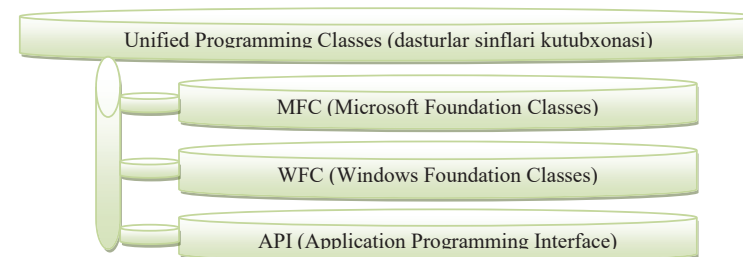 Unified Programming Classes (dasturlar sinflari kutubxonasi)
MFC (Microsoft Foundation Classes)
WFC (Windows Foundation Classes)
API (Application Programming Interface)